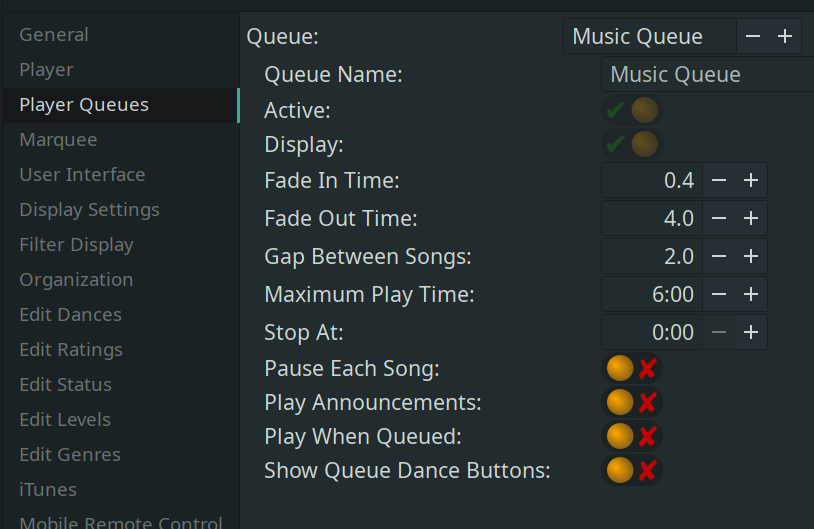 General
Player
Player Queues
Marquee
User Interface
Display Settings
Filter Display
Organization
Edit Dances
Edit Ratings
Edit Status
Edit Levels
Edit Genres
iTunes
Mobile Remote Control
Queue: Music Queue − +
Queue Name: Music Queue
Active: ✔
Display: ✔
Fade In Time: 0.4 − +
Fade Out Time: 4.0 − +
Gap Between Songs: 2.0 − +
Maximum Play Time: 6:00 − +
Stop At: 0:00 − +
Pause Each Song: ✘
Play Announcements: ✘
Play When Queued: ✘
Show Queue Dance Buttons: ✘